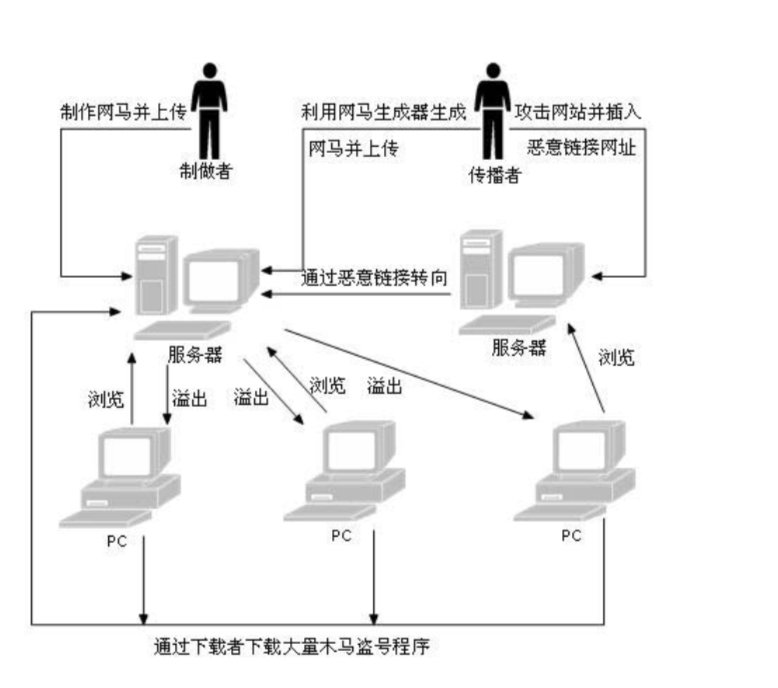 制作网马并上传
利用网马生成器生成
攻击网站并插入
网马并上传
恶意链接网址
制做者
传播者
通过恶意链接转向
服务器
服务器
浏览
溢出
溢出
浏览
溢出
浏览
PC
PC
PC
通过下载者下载大量木马盗号程序